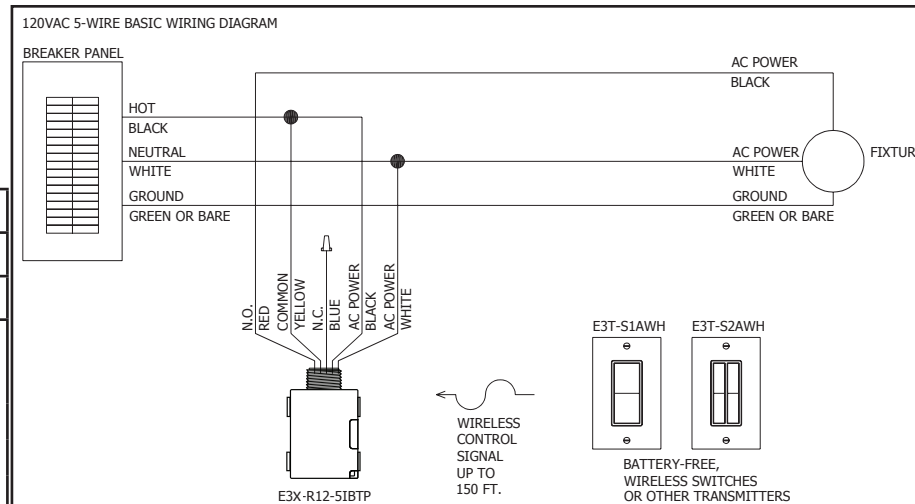 120VAC 5-WIRE BASIC WIRING DIAGRAM
BREAKER PANEL
HOT
BLACK
NEUTRAL
WHITE
GROUND
GREEN OR BARE
AC POWER
BLACK
AC POWER
WHITE
GROUND
GREEN OR BARE
FIXTUR
N.O.
RED
COMMON
YELLOW
N.C.
BLUE
AC POWER
BLACK
AC POWER
WHITE
E3X-R12-5IBTP
WIRELESS
CONTROL
SIGNAL
UP TO
150 FT.
E3T-S1AWH
E3T-S2AWH
BATTERY-FREE,
WIRELESS SWITCHES
OR OTHER TRANSMITTERS